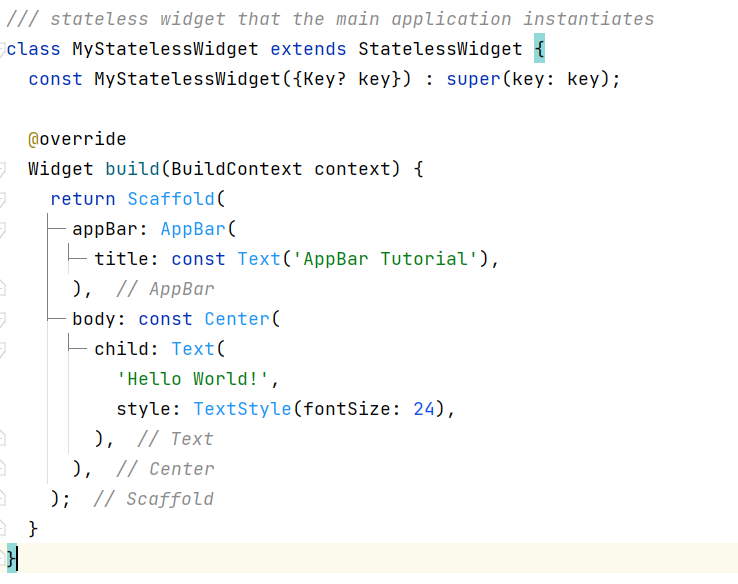 /// stateless widget that the main application instantiates
class MyStatelessWidget extends StatelessWidget {
  const MyStatelessWidget({Key? key}) : super(key: key);

  @override
  Widget build(BuildContext context) {
    return Scaffold(
      appBar: AppBar(
        title: const Text('AppBar Tutorial'),
      ),  // AppBar
      body: const Center(
        child: Text(
          'Hello World!',
          style: TextStyle(fontSize: 24),
        ),  // Text
      ),  // Center
    );  // Scaffold
  }
}